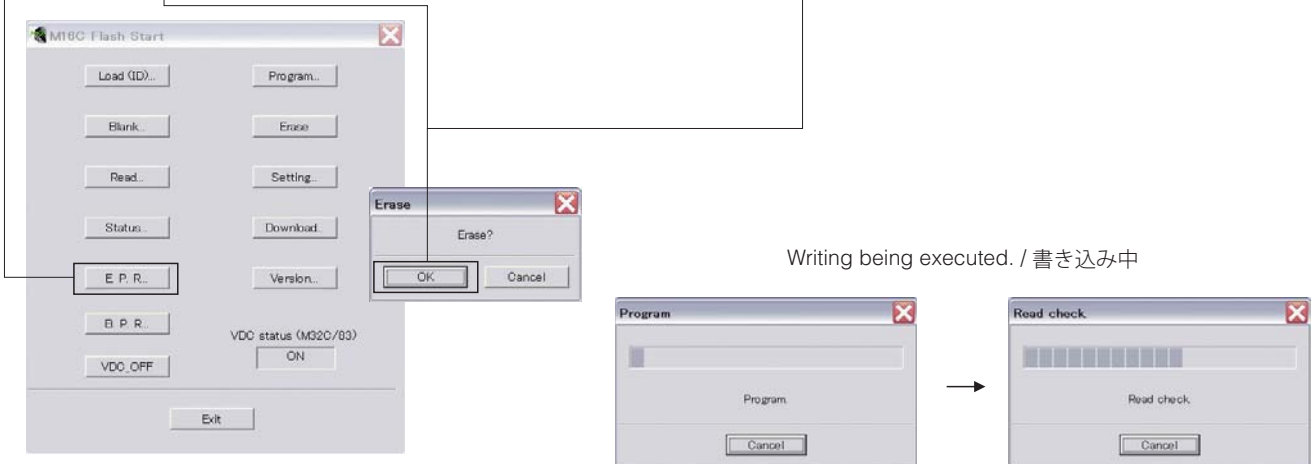 M16C Flash Start
Load (ID)...
Program...
Blank...
Erase
Read...
Setting...
Status...
Download...
E. P. R...
Version...
B. P. R...
VDC status (M32C/83)
ON
VDC_OFF
Exit
Erase
Erase?
OK
Cancel
Writing being executed. / 書き込み中
Program
Program.
Cancel
Read check.
Read check.
Cancel